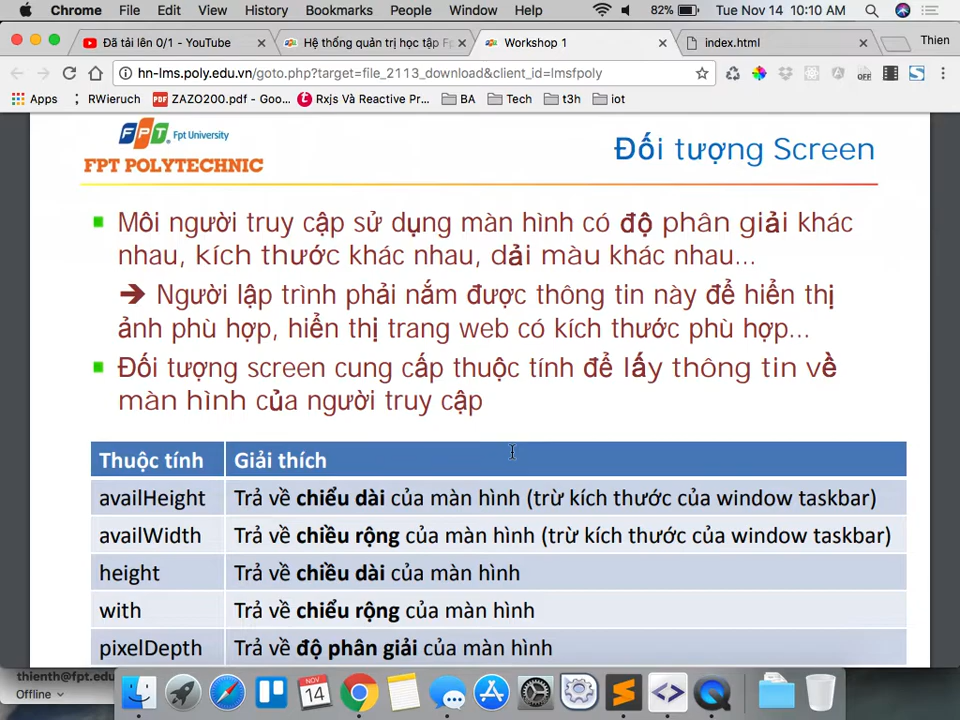 Chrome File Edit View History Bookmarks People Window Help 82% Tue Nov 14 10:10 AM
Đã tải lên 0/1 - YouTube Hệ thống quản trị học tập Fp Workshop 1 index.html Thien
hn-lms.poly.edu.vn/goto.php?target=file_2113_download&client_id=lmsfpoly OFF
Apps RWieruch ZAZO200.pdf - Goo... Rxjs Và Reactive Pr... BA Tech t3h iot
FPT Fpt University
FPT POLYTECHNIC
Đối tượng Screen
Mỗi người truy cập sử dụng màn hình có độ phân giải khác
nhau, kích thước khác nhau, dải màu khác nhau...
➔ Người lập trình phải nắm được thông tin này để hiển thị
ảnh phù hợp, hiển thị trang web có kích thước phù hợp...
Đối tượng screen cung cấp thuộc tính để lấy thông tin về
màn hình của người truy cập
Thuộc tính Giải thích
availHeight Trả về chiểu dài của màn hình (trừ kích thước của window taskbar)
availWidth Trả về chiều rộng của màn hình (trừ kích thước của window taskbar)
height Trả về chiều dài của màn hình
with Trả về chiểu rộng của màn hình
pixelDepth Trả về độ phân giải của màn hình
thienth@fpt.edu
Offline
NOV
14